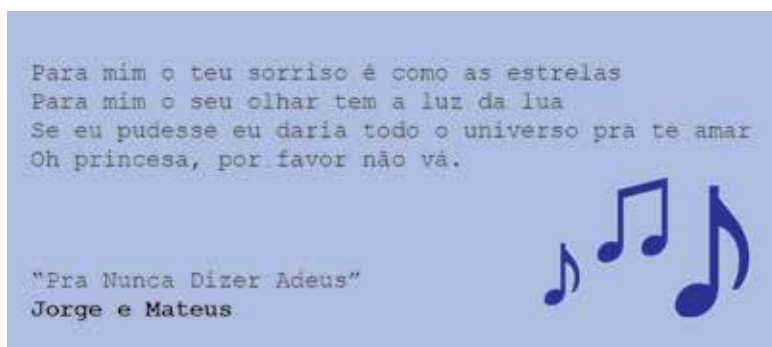 Para mim o teu sorriso é como as estrelas
Para mim o seu olhar tem a luz da lua
Se eu pudesse eu daria todo o universo pra te amar
Oh princesa, por favor não vá.
"Pra Nunca Dizer Adeus"
Jorge e Mateus